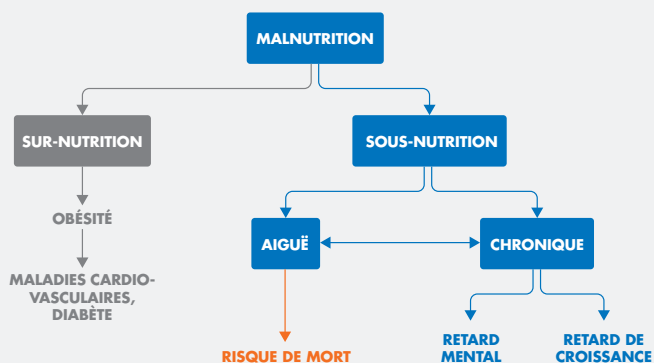 MALNUTRITION
SUR-NUTRITION
SOUS-NUTRITION
OBÉSITÉ
AIGUË
CHRONIQUE
MALADIES CARDIO-
VASCULAIRES,
DIABÈTE
RISQUE DE MORT
RETARD
MENTAL
RETARD DE
CROISSANCE